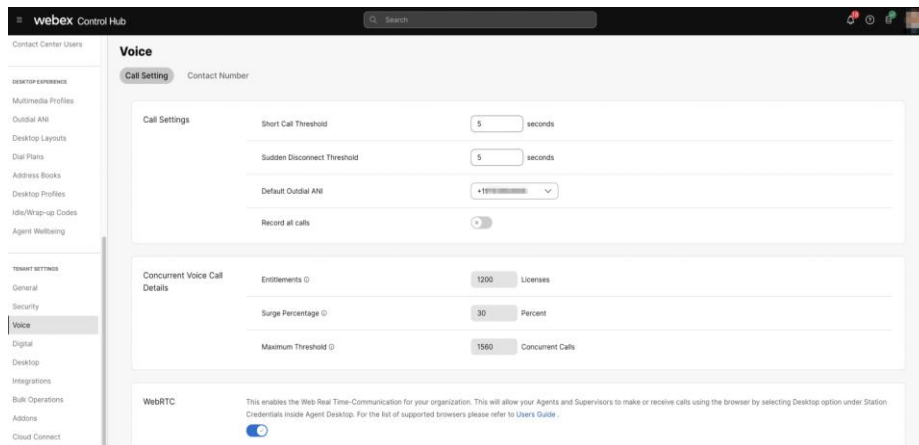 webex Control Hub
Search
Contact Center Users
DESKTOP EXPERIENCE
Multimedia Profiles
Outdial ANI
Desktop Layouts
Dial Plans
Address Books
Desktop Profiles
Idle/Wrap-up Codes
Agent Wellbeing
TENANT SETTINGS
General
Security
Voice
Digital
Desktop
Integrations
Bulk Operations
Addons
Cloud Connect
Voice
Call Setting
Contact Number
Call Settings
Short Call Threshold
5
seconds
Sudden Disconnect Threshold
5
seconds
Default Outdial ANI
Record all calls
Concurrent Voice Call
Details
Entitlements
1200
Licenses
Surge Percentage
30
Percent
Maximum Threshold
1560
Concurrent Calls
WebRTC
This enables the Web Real Time-Communication for your organization. This will allow your Agents and Supervisors to make or receive calls using the browser by selecting Desktop option under Station
Credentials inside Agent Desktop. For the list of supported browsers please refer to Users Guide .